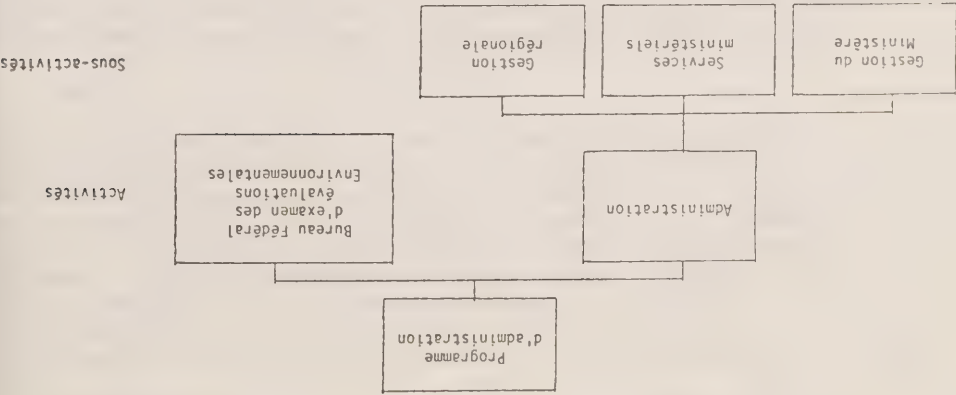 Programme
d'administration
Administration
Bureau Fédéral
d'examen des
évaluations
Environnementales
Activités
Gestion du
Ministère
Services
ministériels
Gestion
régionale
Sous-activités